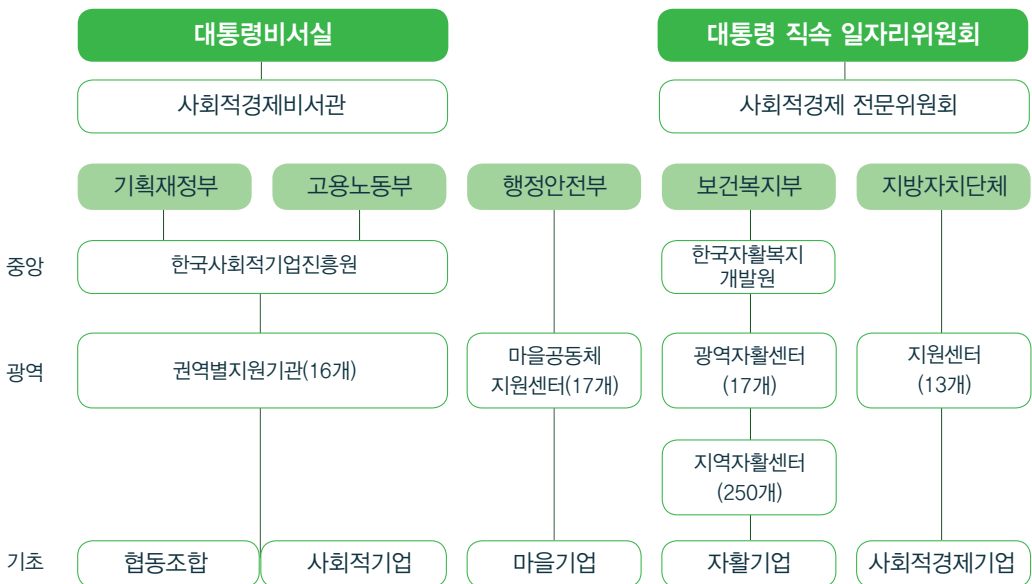 대통령비서실
대통령 직속 일자리위원회
사회적경제비서관
사회적경제 전문위원회
기획재정부
고용노동부
행정안전부
보건복지부
지방자치단체
중앙
한국사회적기업진흥원
한국자활복지
개발원
광역
권역별지원기관(16개)
마을공동체
지원센터(17개)
광역자활센터
(17개)
지원센터
(13개)
지역자활센터
(250개)
기초
협동조합
사회적기업
마을기업
자활기업
사회적경제기업